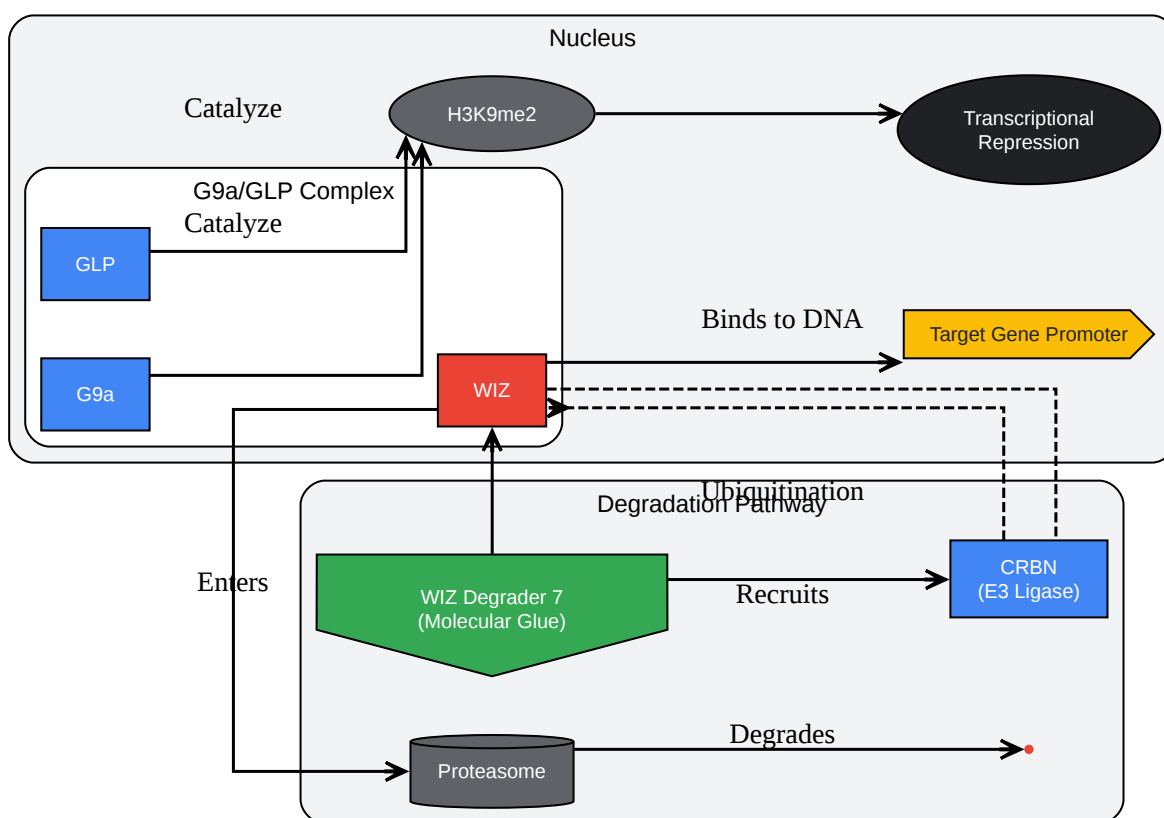 Nucleus
Catalyze
H3K9me2
Transcriptional
Repression
G9a/GLP Complex
Catalyze
GLP
Binds to DNA
Target Gene Promoter
G9a
WIZ
Ubiquitination
Degradation Pathway
Enters
WIZ Degrader 7
(Molecular Glue)
Recruits
CRBN
(E3 Ligase)
Degrades
Proteasome